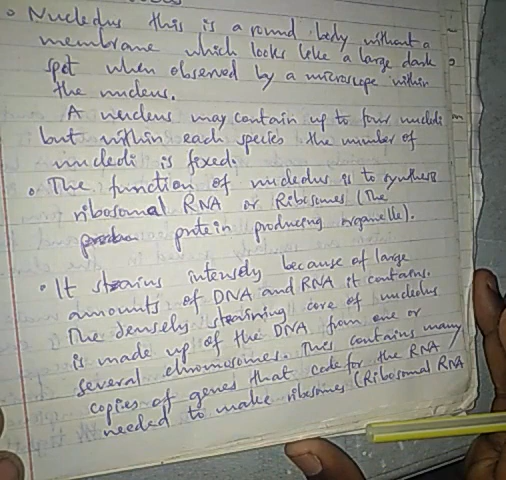 • Nucleolus this is a round body without a
membrane which looks like a large dark
spot when observed by a microscope within
the nucleus.
A nucleus may contain up to four nucleoli
but within each species the number of
nucleoli is fixed.
• The function of nucleolus is to synthesis
ribosomal RNA or Ribosomes (The
protein producing organelle).
• It stains intensely because of large
amounts of DNA and RNA it contains.
The densely straining core of nucleolus
is made up of the DNA from one or
several chromosomes. This contains many
copies of genes that code for the RNA
needed to make ribosomes (Ribosomal RNA